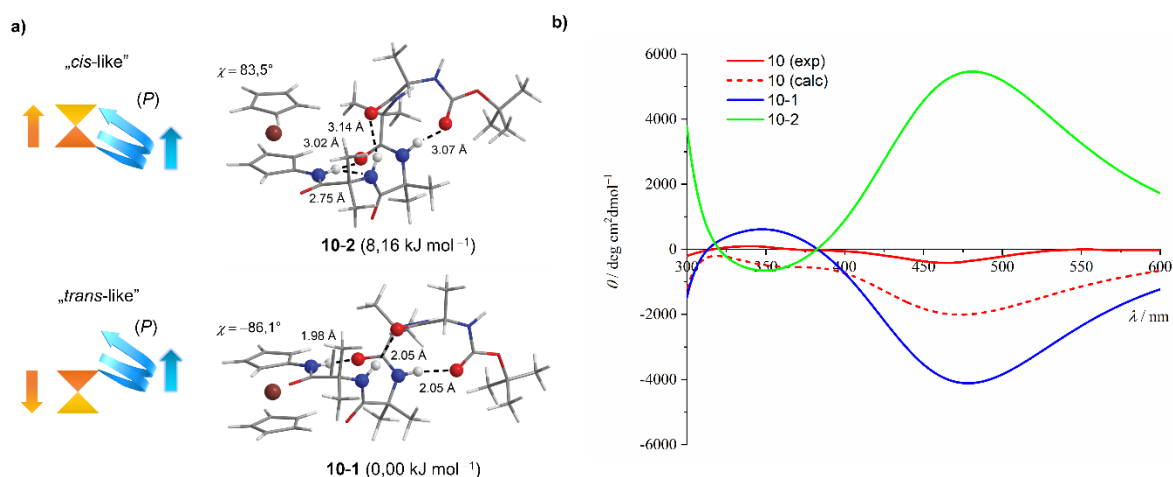 a)
„cis-like”
(P)
χ = 83,5°
3.14 Å
3.02 Å
3.07 Å
2.75 Å
10-2 (8,16 kJ mol⁻¹)
„trans-like”
(P)
χ = −86,1°
1.98 Å
2.05 Å
2.05 Å
10-1 (0,00 kJ mol⁻¹)
b)
6000
4000
2000
0
-2000
-4000
-6000
θ / deg cm²dmol⁻¹
10 (exp)
10 (calc)
10-1
10-2
300
350
400
450
500
550
600
λ / nm